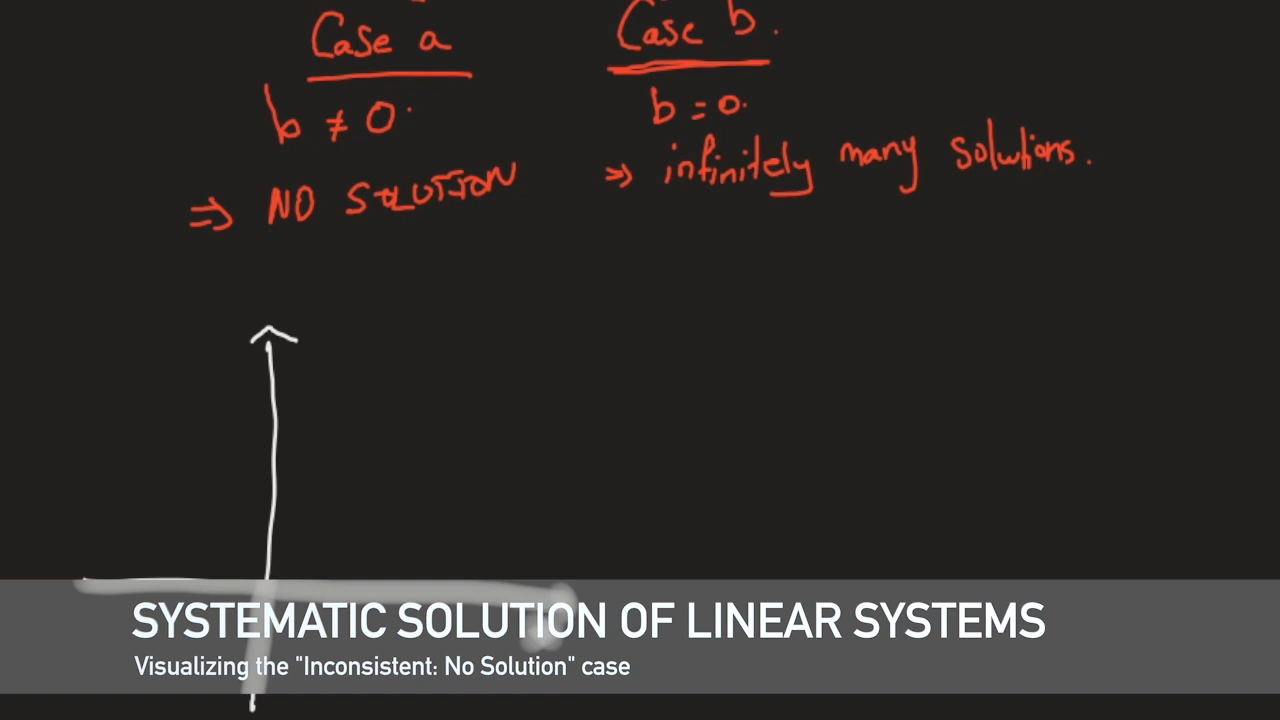 Case a
b ≠ 0.
⇒ NO SOLUTION
Case b.
b = 0.
⇒ infinitely many solutions.
SYSTEMATIC SOLUTION OF LINEAR SYSTEMS
Visualizing the "Inconsistent: No Solution" case